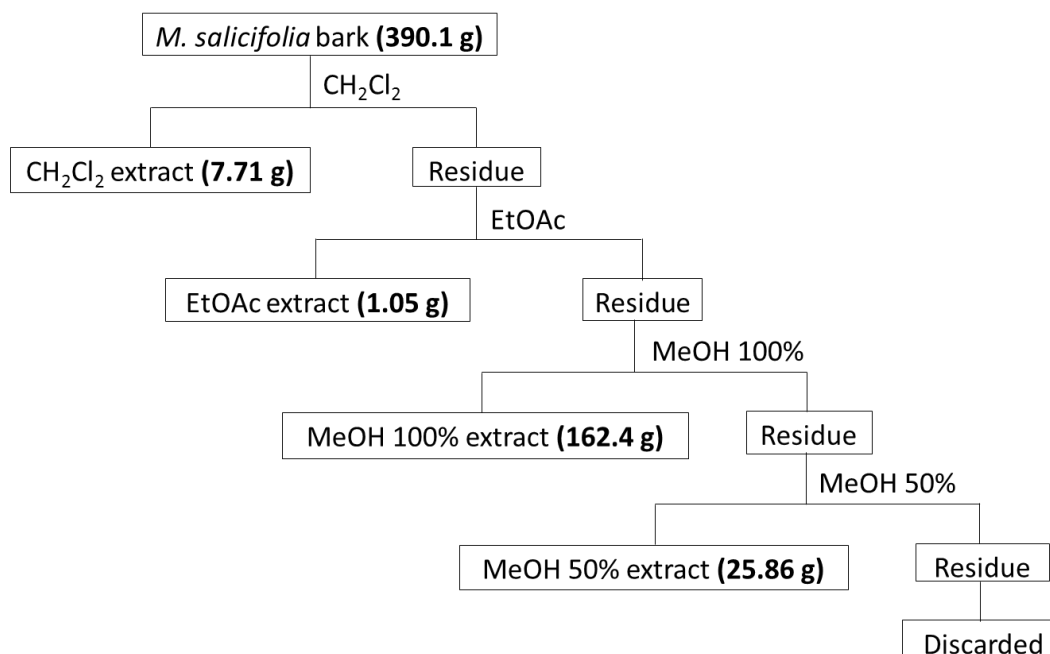 M. salicifolia bark (390.1 g)
CH₂Cl₂
CH₂Cl₂ extract (7.71 g)
Residue
EtOAc
EtOAc extract (1.05 g)
Residue
MeOH 100%
MeOH 100% extract (162.4 g)
Residue
MeOH 50%
MeOH 50% extract (25.86 g)
Residue
Discarded